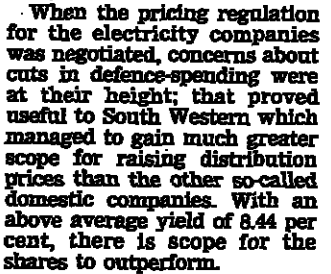 When the pricing regulation
for the electricity companies
was negotiated, concerns about
cuts in defence-spending were
at their height; that proved
useful to South Western which
managed to gain much greater
scope for raising distribution
prices than the other so-called
domestic companies. With an
above average yield of 8.44 per
cent, there is scope for the
shares to outperform.